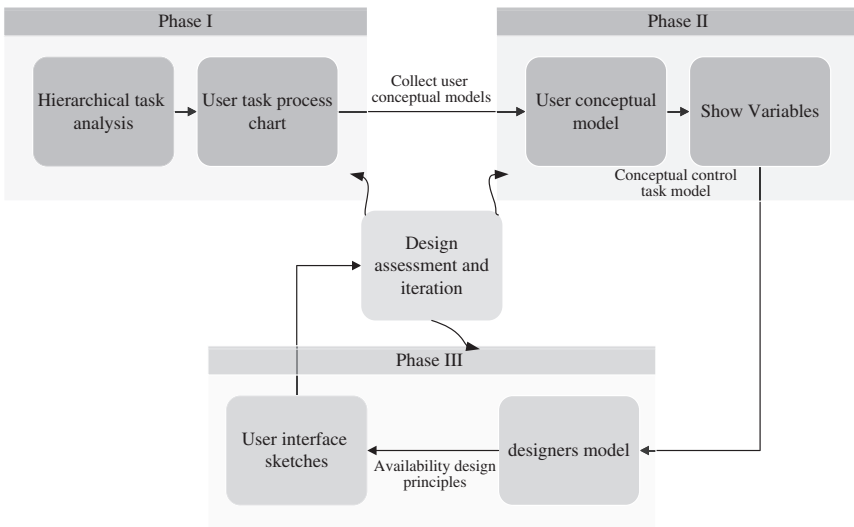 Phase I
Hierarchical task
analysis
User task process
chart
Collect user
conceptual models
Phase II
User conceptual
model
Show Variables
Conceptual control
task model
Design
assessment and
iteration
Phase III
User interface
sketches
Availability design
principles
designers model